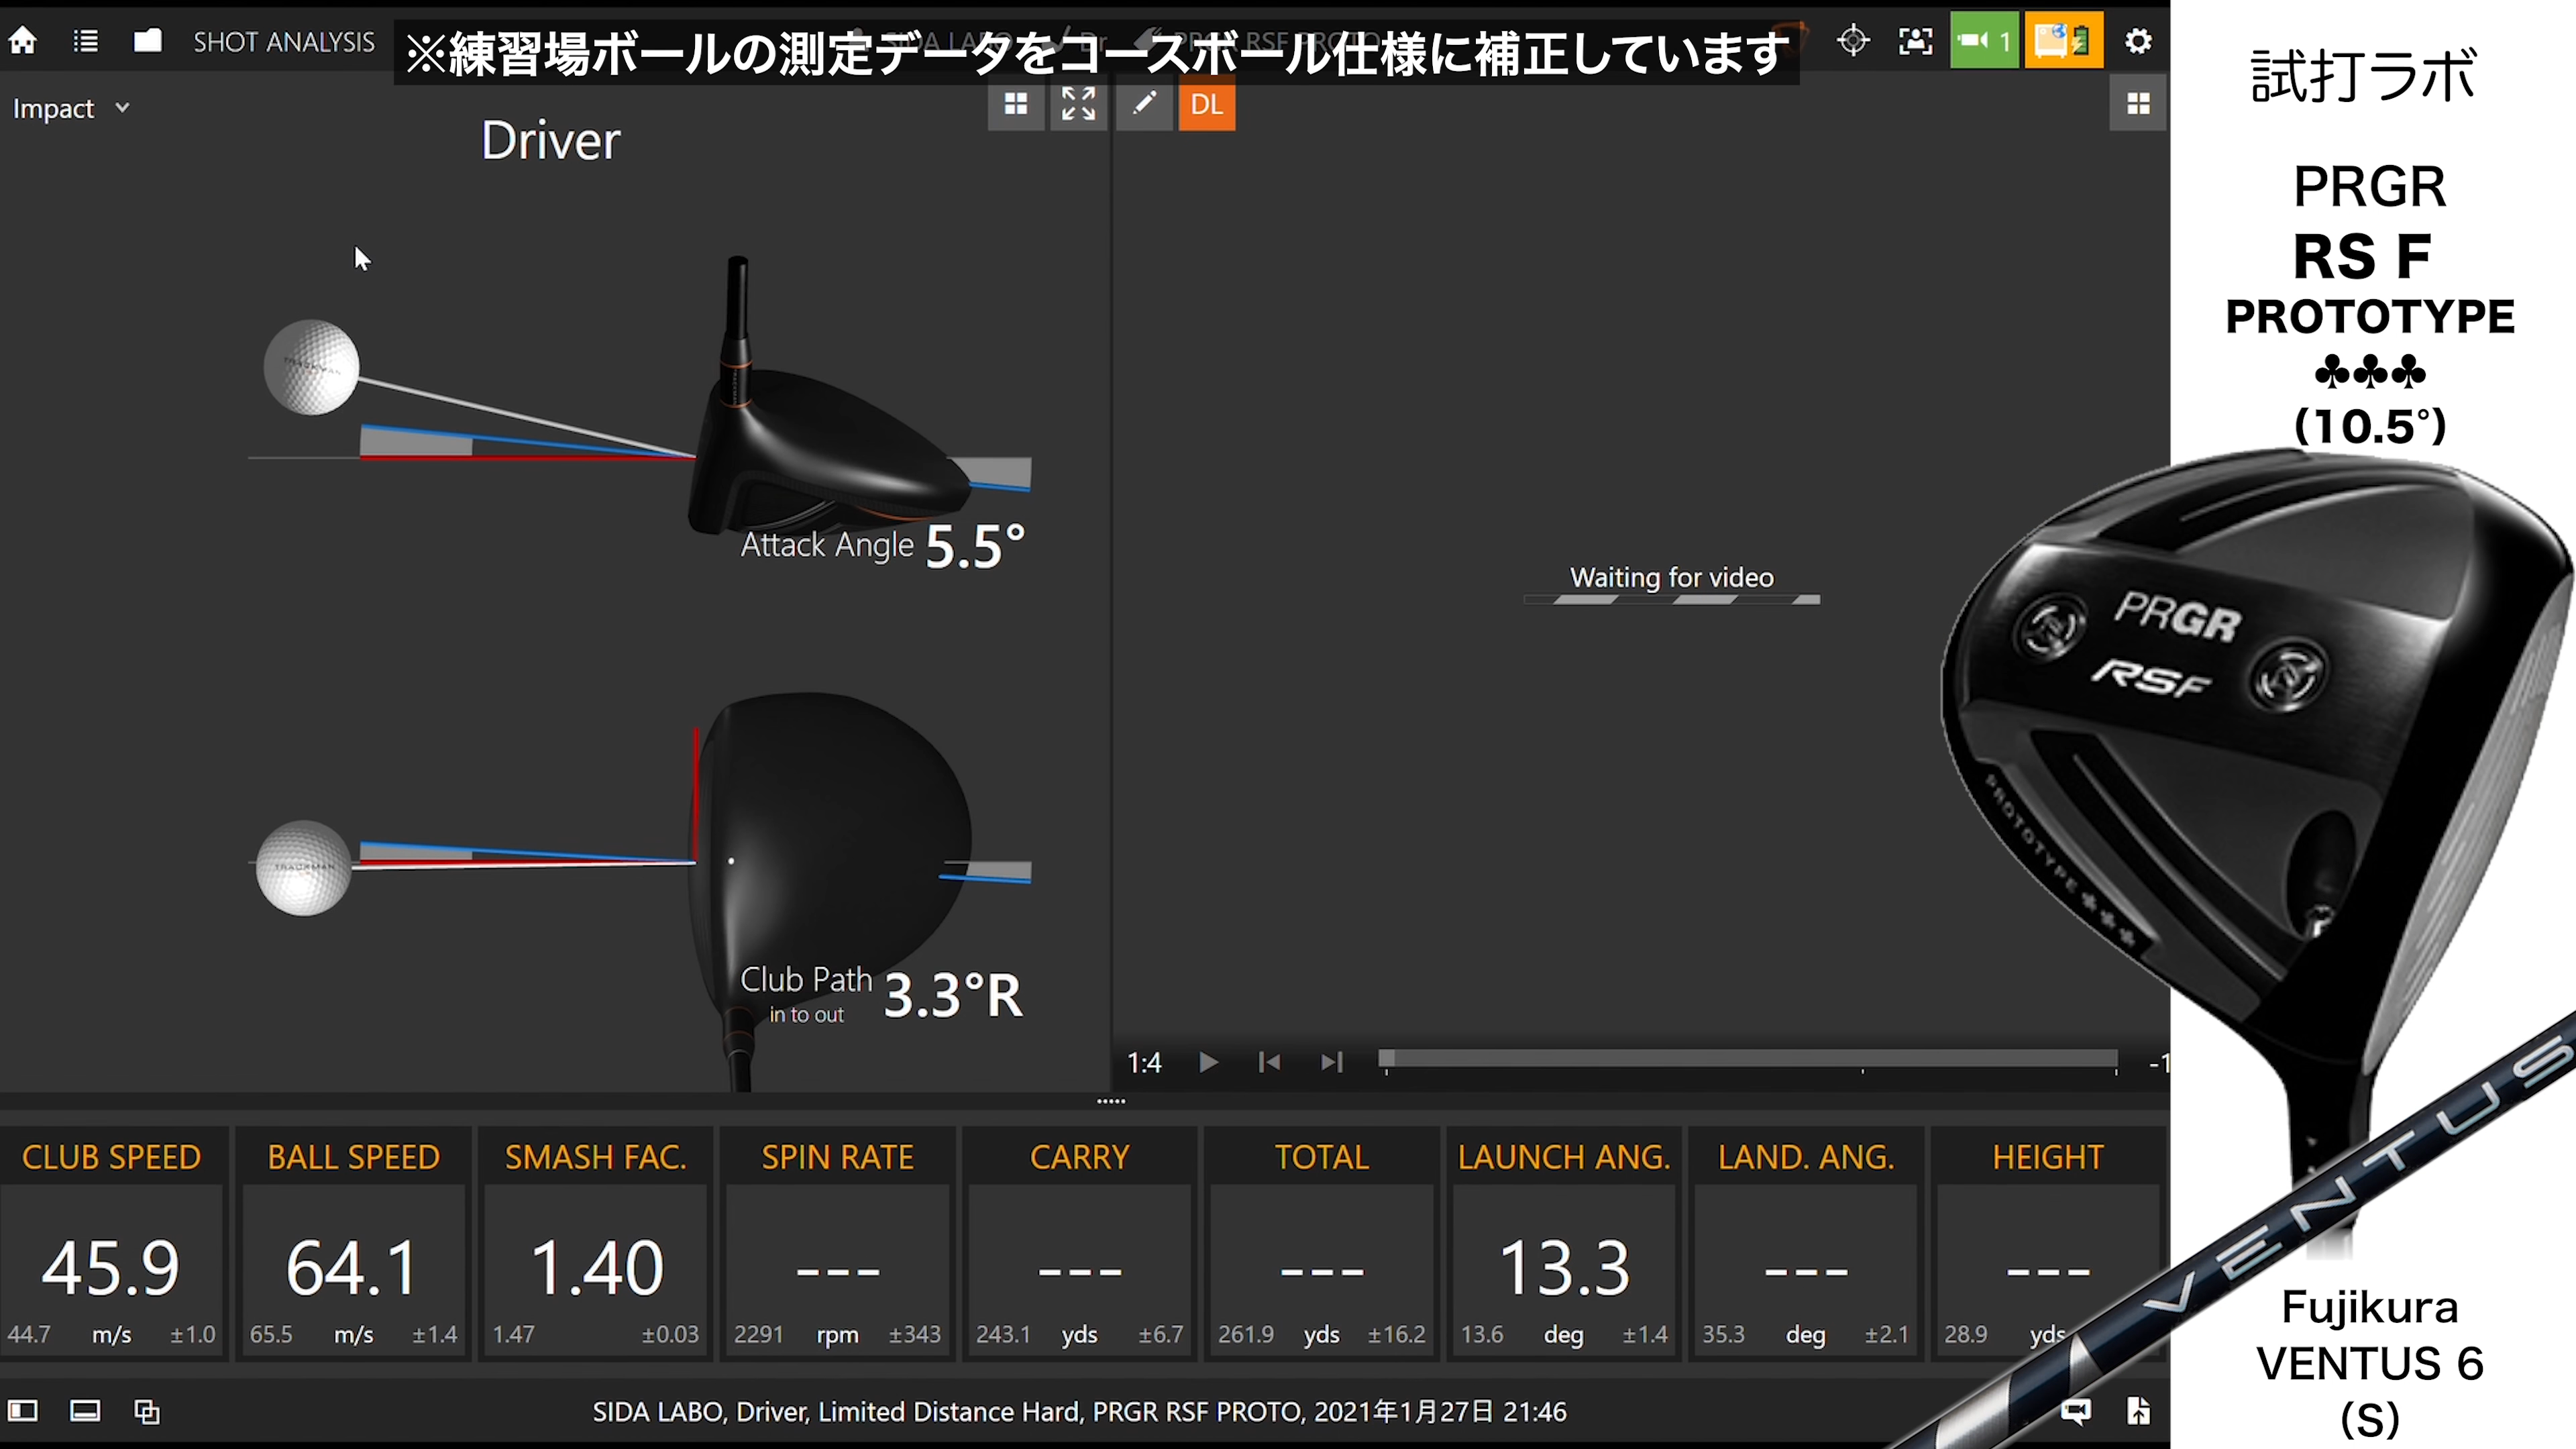 SHOT ANALYSIS
※練習場ボールの測定データをコースボール仕様に補正しています
1
Impact
Driver
DL
Attack Angle 5.5°
Club Path 3.3°R
in to out
Waiting for video
1:4
-1
CLUB SPEED
45.9
44.7 m/s ±1.0
BALL SPEED
64.1
65.5 m/s ±1.4
SMASH FAC.
1.40
1.47 ±0.03
SPIN RATE
---
2291 rpm ±343
CARRY
---
243.1 yds ±6.7
TOTAL
---
261.9 yds ±16.2
LAUNCH ANG.
13.3
13.6 deg ±1.4
LAND. ANG.
---
35.3 deg ±2.1
HEIGHT
---
28.9 yds
SIDA LABO, Driver, Limited Distance Hard, PRGR RSF PROTO, 2021年1月27日 21:46
試打ラボ
PRGR
RS F
PROTOTYPE
♣♣♣
(10.5°)
PRGR
RSF
PROTOTYPE ♣♣♣
VENTUS
Fujikura
VENTUS 6
(S)